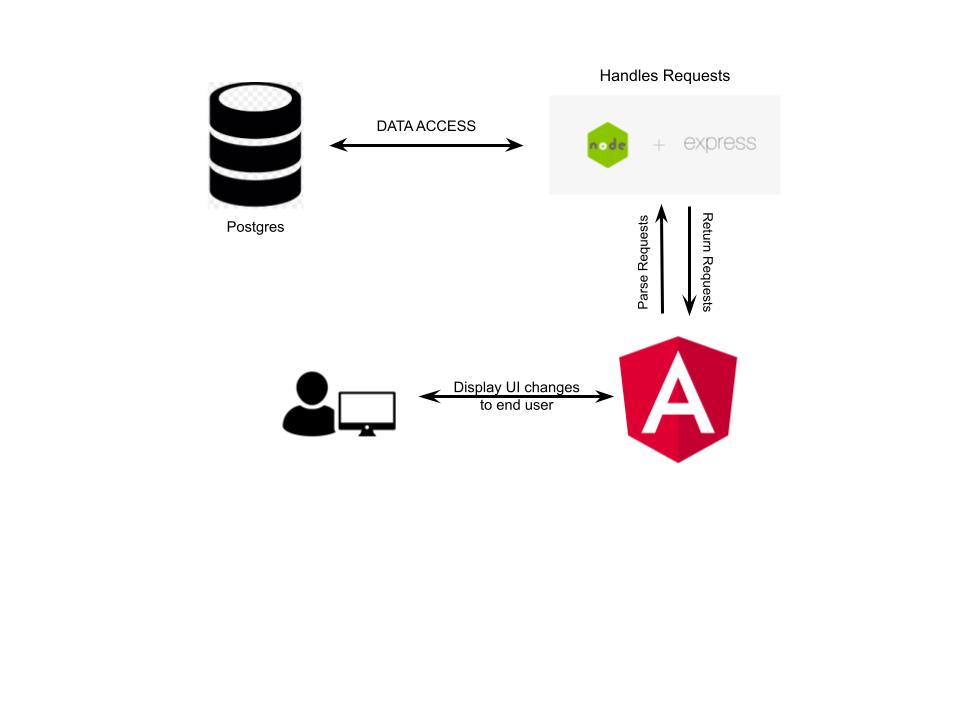 Handles Requests
DATA ACCESS
node + express
Postgres
Parse Requests
Return Requests
Display UI changes
to end user
A